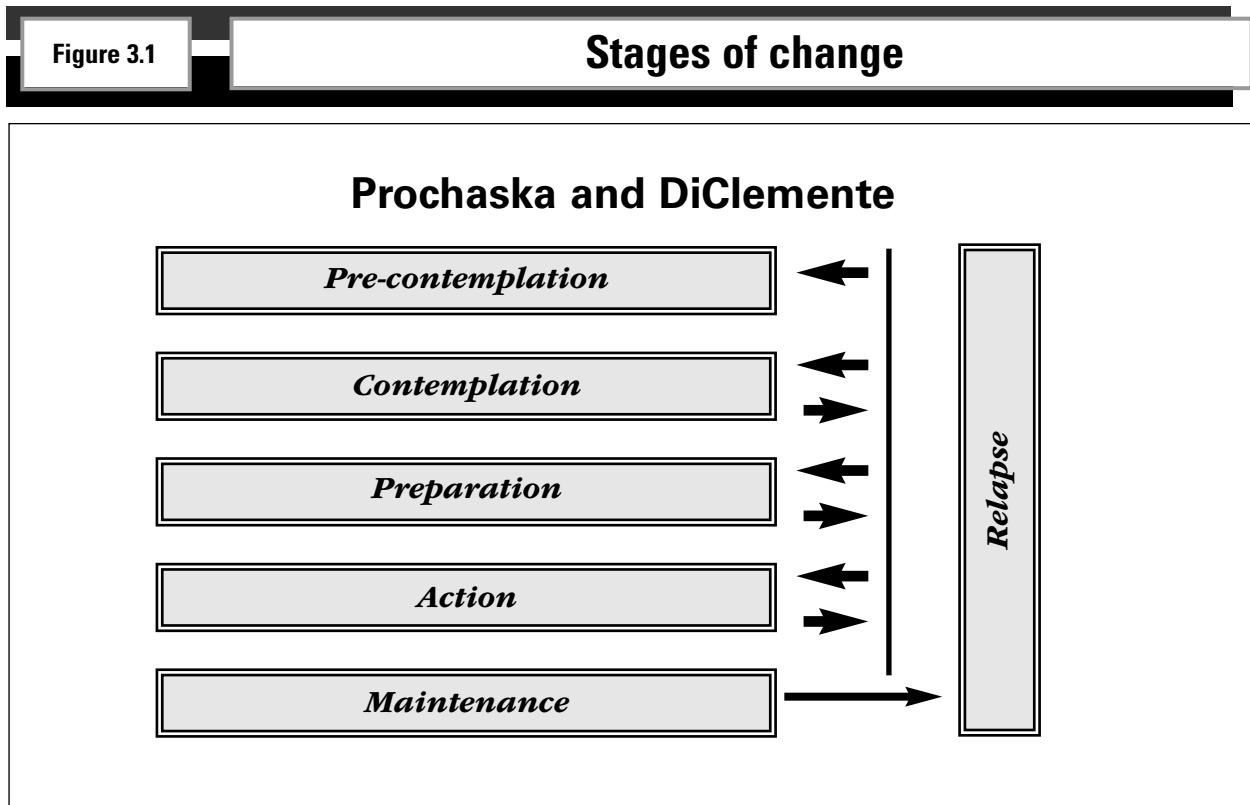 Figure 3.1
Stages of change
Prochaska and DiClemente
Pre-contemplation
Contemplation
Preparation
Action
Maintenance
Relapse